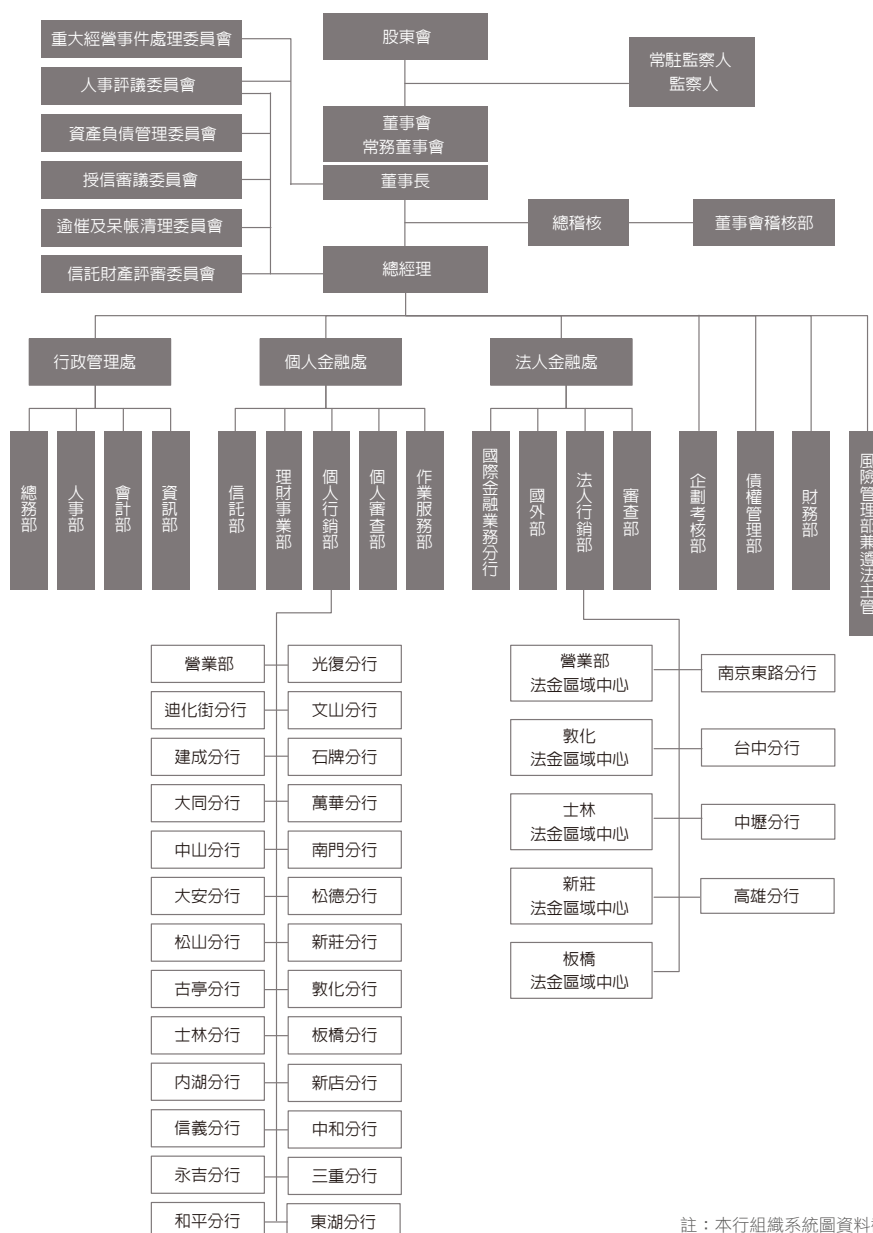 重大經營事件處理委員會
人事評議委員會
資產負債管理委員會
授信審議委員會
逾催及呆帳清理委員會
信託財產評審委員會
股東會
常駐監察人
監察人
董事會
常務董事會
董事長
總稽核
董事會稽核部
總經理
行政管理處
個人金融處
法人金融處
總務部
人事部
會計部
資訊部
信託部
理財事業部
個人行銷部
個人審查部
作業服務部
國際金融業務分行
國外部
法人行銷部
審查部
企劃考核部
債權管理部
財務部
風險管理部兼遵法主管
營業部
光復分行
迪化街分行
文山分行
建成分行
石牌分行
大同分行
萬華分行
中山分行
南門分行
大安分行
松德分行
松山分行
新莊分行
古亭分行
敦化分行
士林分行
板橋分行
內湖分行
新店分行
信義分行
中和分行
永吉分行
三重分行
和平分行
東湖分行
營業部
法金區域中心
敦化
法金區域中心
士林
法金區域中心
新莊
法金區域中心
板橋
法金區域中心
南京東路分行
台中分行
中壢分行
高雄分行
註：本行組織系統圖資料